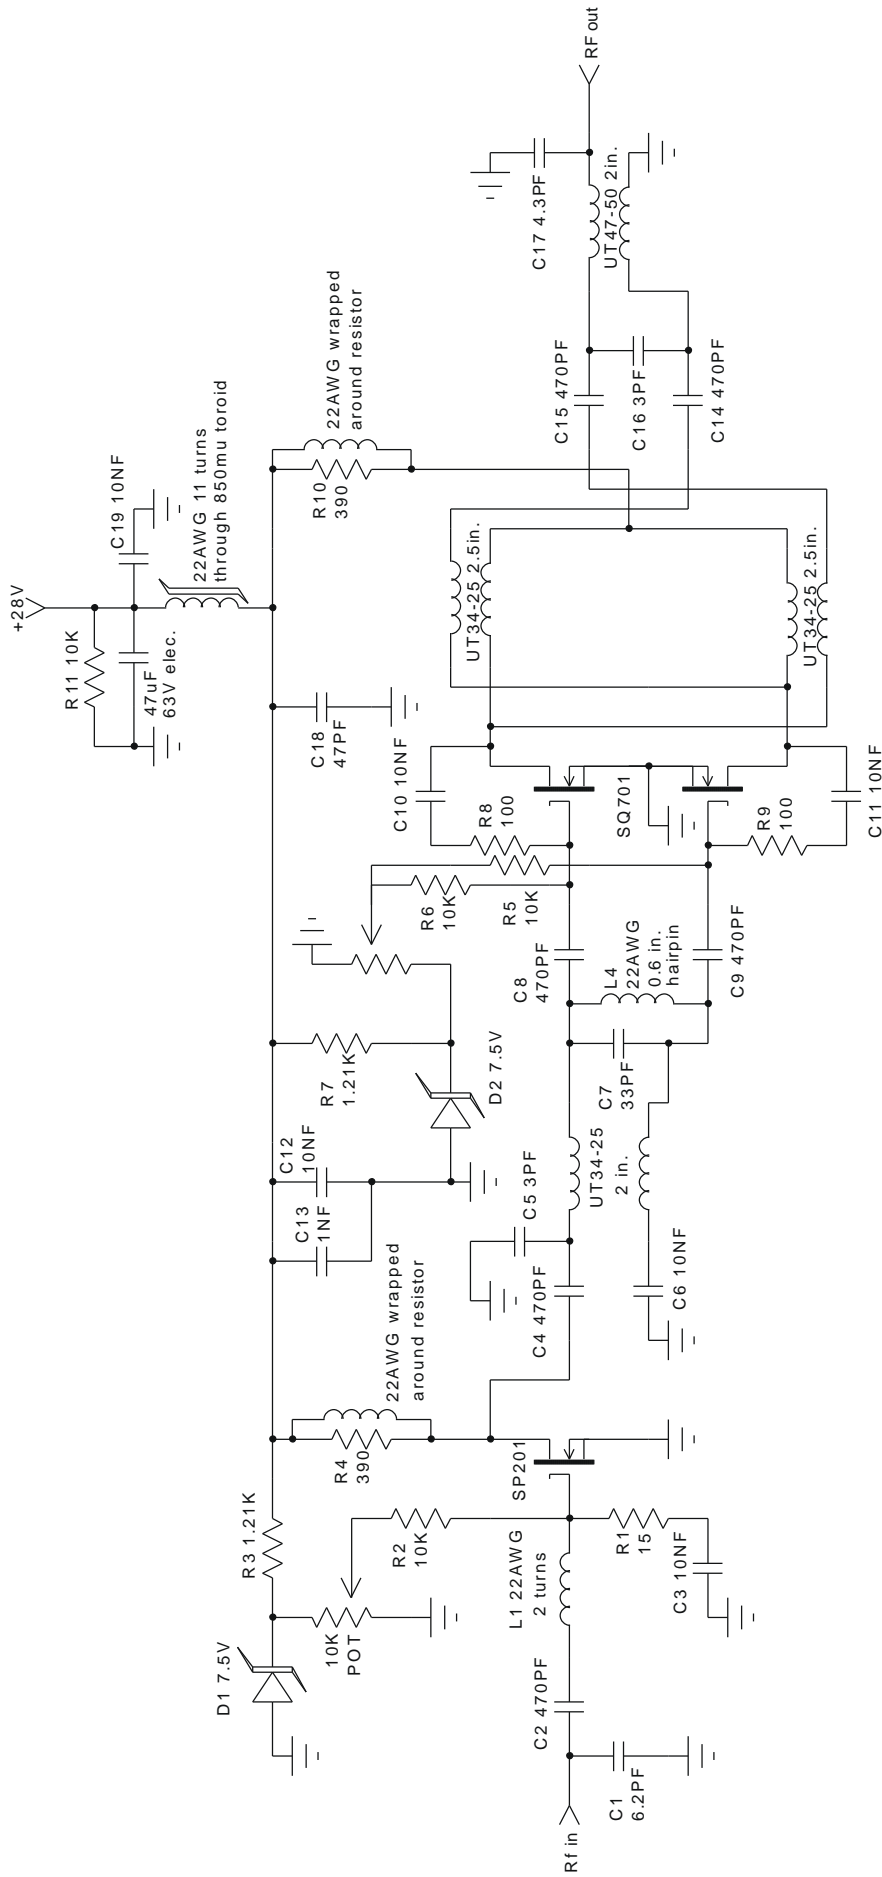 +28V
R11 10K
47uF
63V elec.
C19 10NF
22AWG 11 turns
through 850mu toroid
R10
390
22AWG wrapped
around resistor
RF out
C17 4.3PF
UT47-50 2in.
C15 470PF
C16 3PF
C14 470PF
UT34-25 2.5in.
UT34-25 2.5in.
C18
47PF
C10 10NF
R8
100
SQ701
R9
100
C11 10NF
R6
10K
R5
10K
C8
470PF
L4
22AWG
0.6 in.
hairpin
C9 470PF
R7
1.21K
D2 7.5V
C7
33PF
C12
10NF
C13
1NF
C5 3PF
UT34-25
2 in.
C4 470PF
C6 10NF
22AWG wrapped
around resistor
R4
390
SP201
R3 1.21K
R2
10K
L1 22AWG
2 turns
R1
15
C3 10NF
D1 7.5V
10K
POT
C2 470PF
C1
6.2PF
Rf in